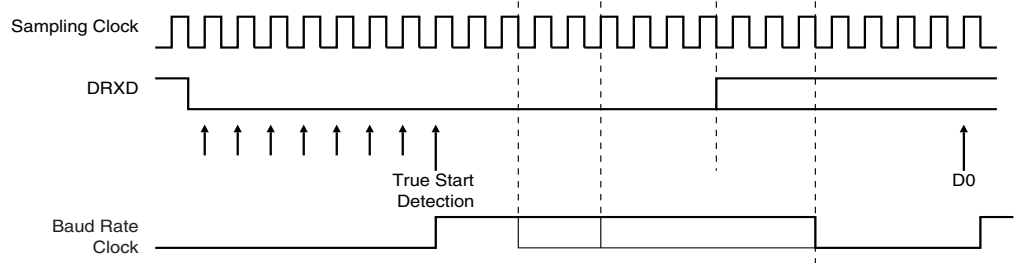 Sampling Clock
DRXD
True Start
Detection
D0
Baud Rate
Clock